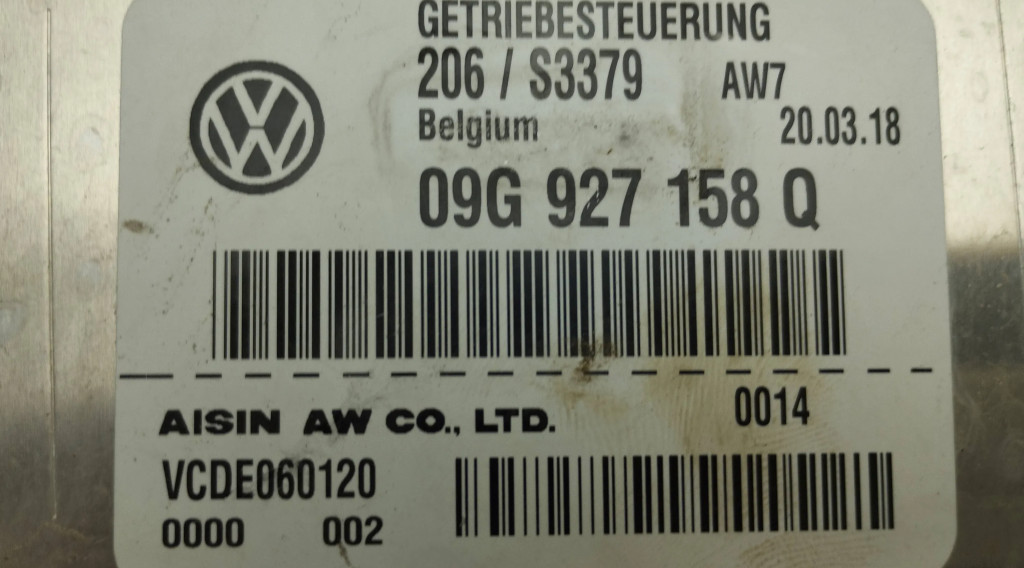 GETRIEBESTEUERUNG
206 / S3379 AW7
Belgium 20.03.18
09G 927 158 Q
AISIN AW CO., LTD. 0014
VCDE060120
0000 002